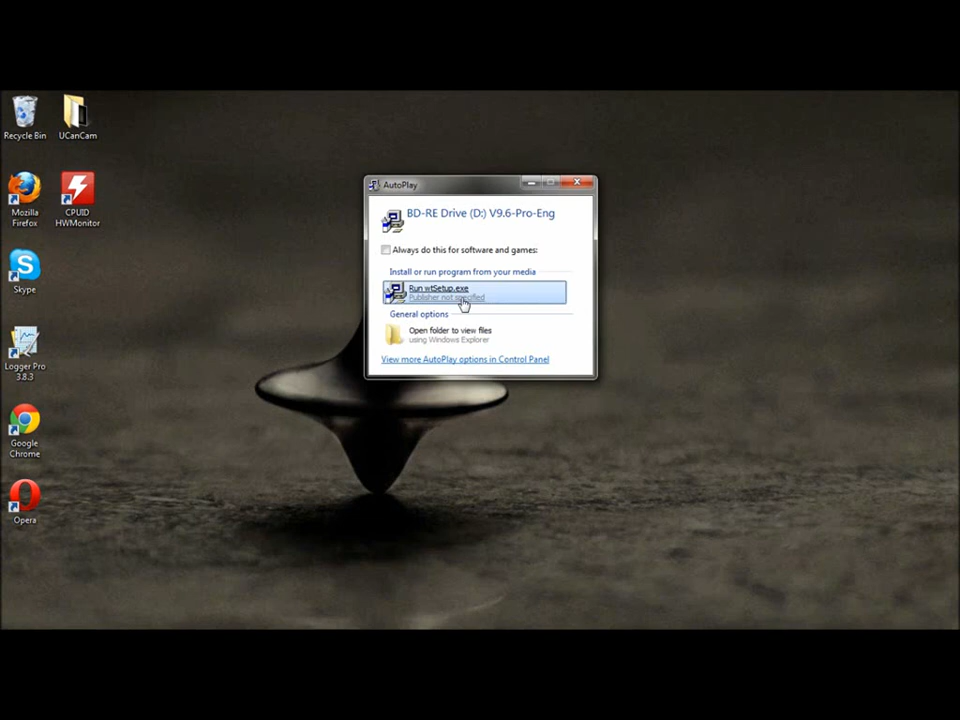 Recycle Bin
UCanCam
Mozilla
Firefox
CPUID
HWMonitor
Skype
Logger Pro
3.8.3
Google
Chrome
Opera
AutoPlay
BD-RE Drive (D:) V9.6-Pro-Eng
Always do this for software and games:
Install or run program from your media
Run wtSetup.exe
Publisher not specified
General options
Open folder to view files
using Windows Explorer
View more AutoPlay options in Control Panel